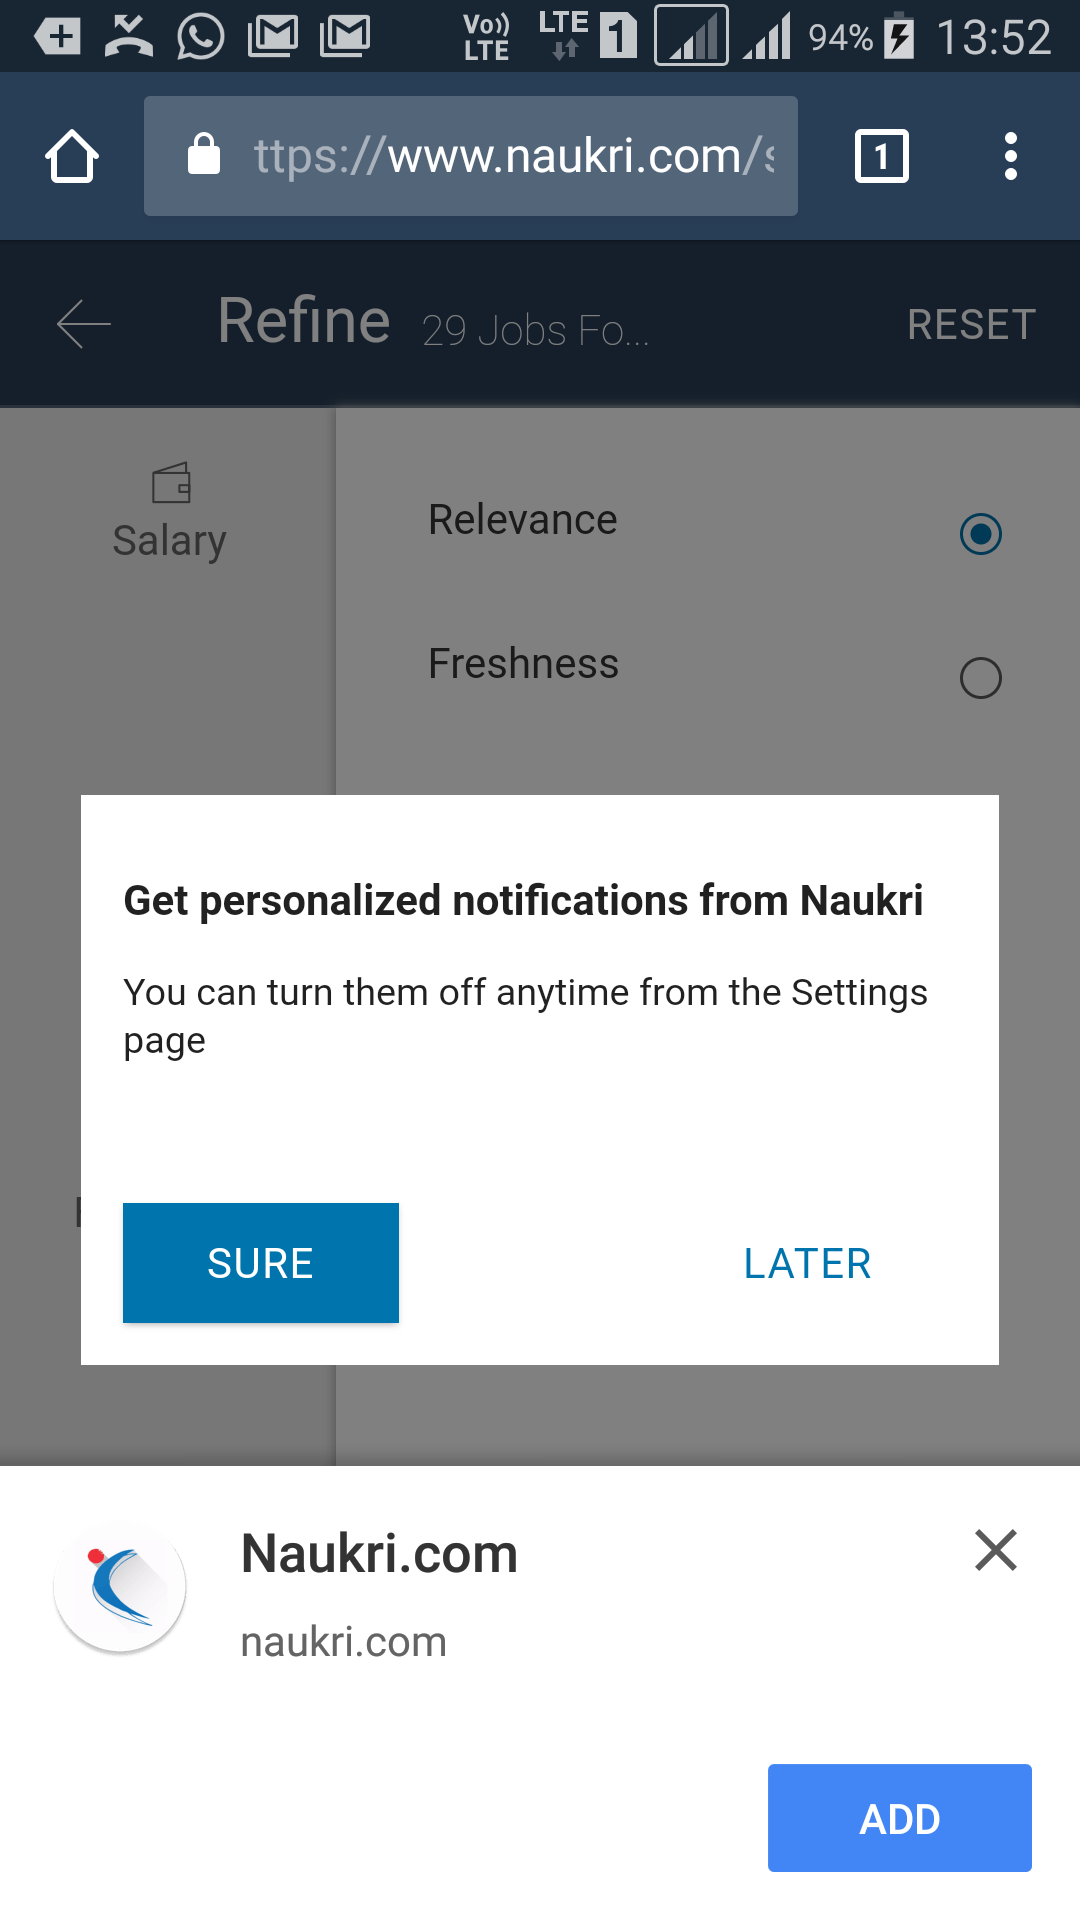 Vo)) LTE LTE 1 94% 13:52
ttps://www.naukri.com/s 1
Refine 29 Jobs Fo... RESET
Salary
Relevance
Freshness
Get personalized notifications from Naukri
You can turn them off anytime from the Settings
page
SURE LATER
Naukri.com
naukri.com
ADD